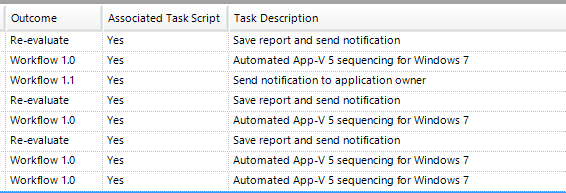 Outcome Associated Task Script Task Description
Re-evaluate Yes Save report and send notification
Workflow 1.0 Yes Automated App-V 5 sequencing for Windows 7
Workflow 1.1 Yes Send notification to application owner
Re-evaluate Yes Save report and send notification
Workflow 1.0 Yes Automated App-V 5 sequencing for Windows 7
Re-evaluate Yes Save report and send notification
Workflow 1.0 Yes Automated App-V 5 sequencing for Windows 7
Workflow 1.0 Yes Automated App-V 5 sequencing for Windows 7